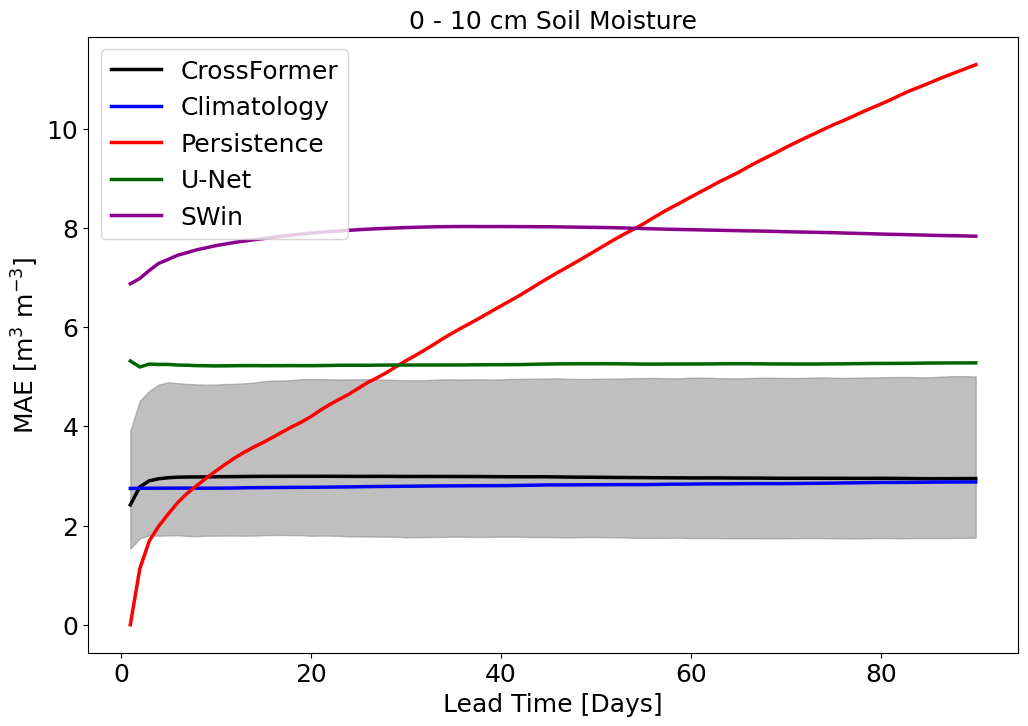 0 - 10 cm Soil Moisture
CrossFormer
Climatology
Persistence
U-Net
SWin
MAE [m³ m⁻³]
10
8
6
4
2
0
0 20 40 60 80
Lead Time [Days]